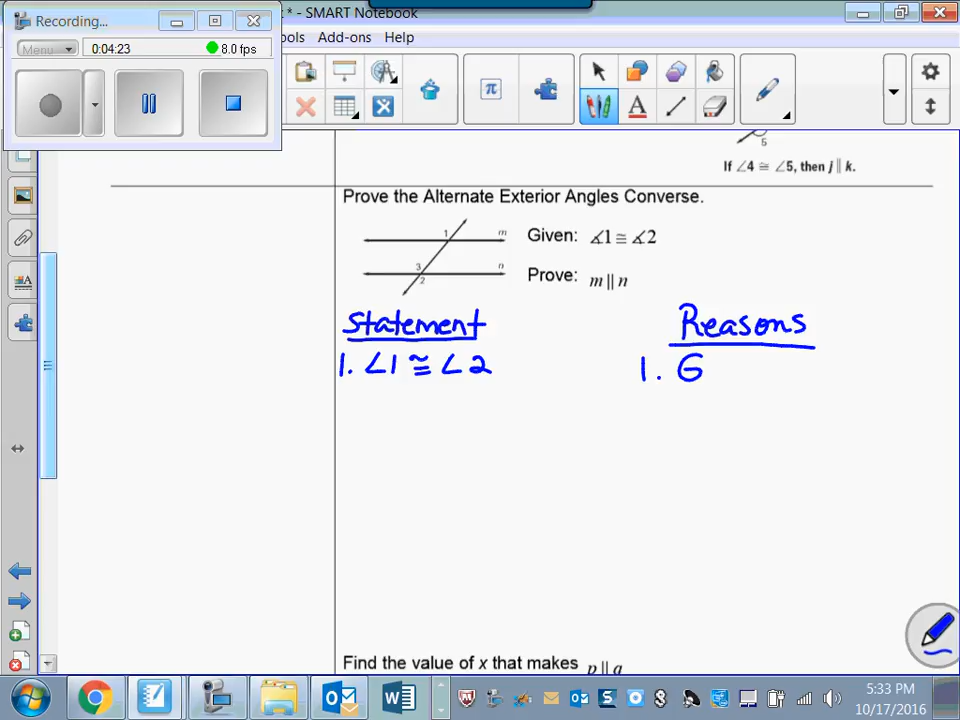 Recording...
Menu
0:04:23
8.0 fps
* - SMART Notebook
ools Add-ons Help
π
A
5
If ∠4 ≅ ∠5, then j ∥ k.
Prove the Alternate Exterior Angles Converse.
1 m
Given: ∡1 ≅ ∡2
3 n
2
Prove: m ∥ n
Statement Reasons
1. ∠1 ≅ ∠2 1. G
Find the value of x that makes p ∥ q
5:33 PM
10/17/2016